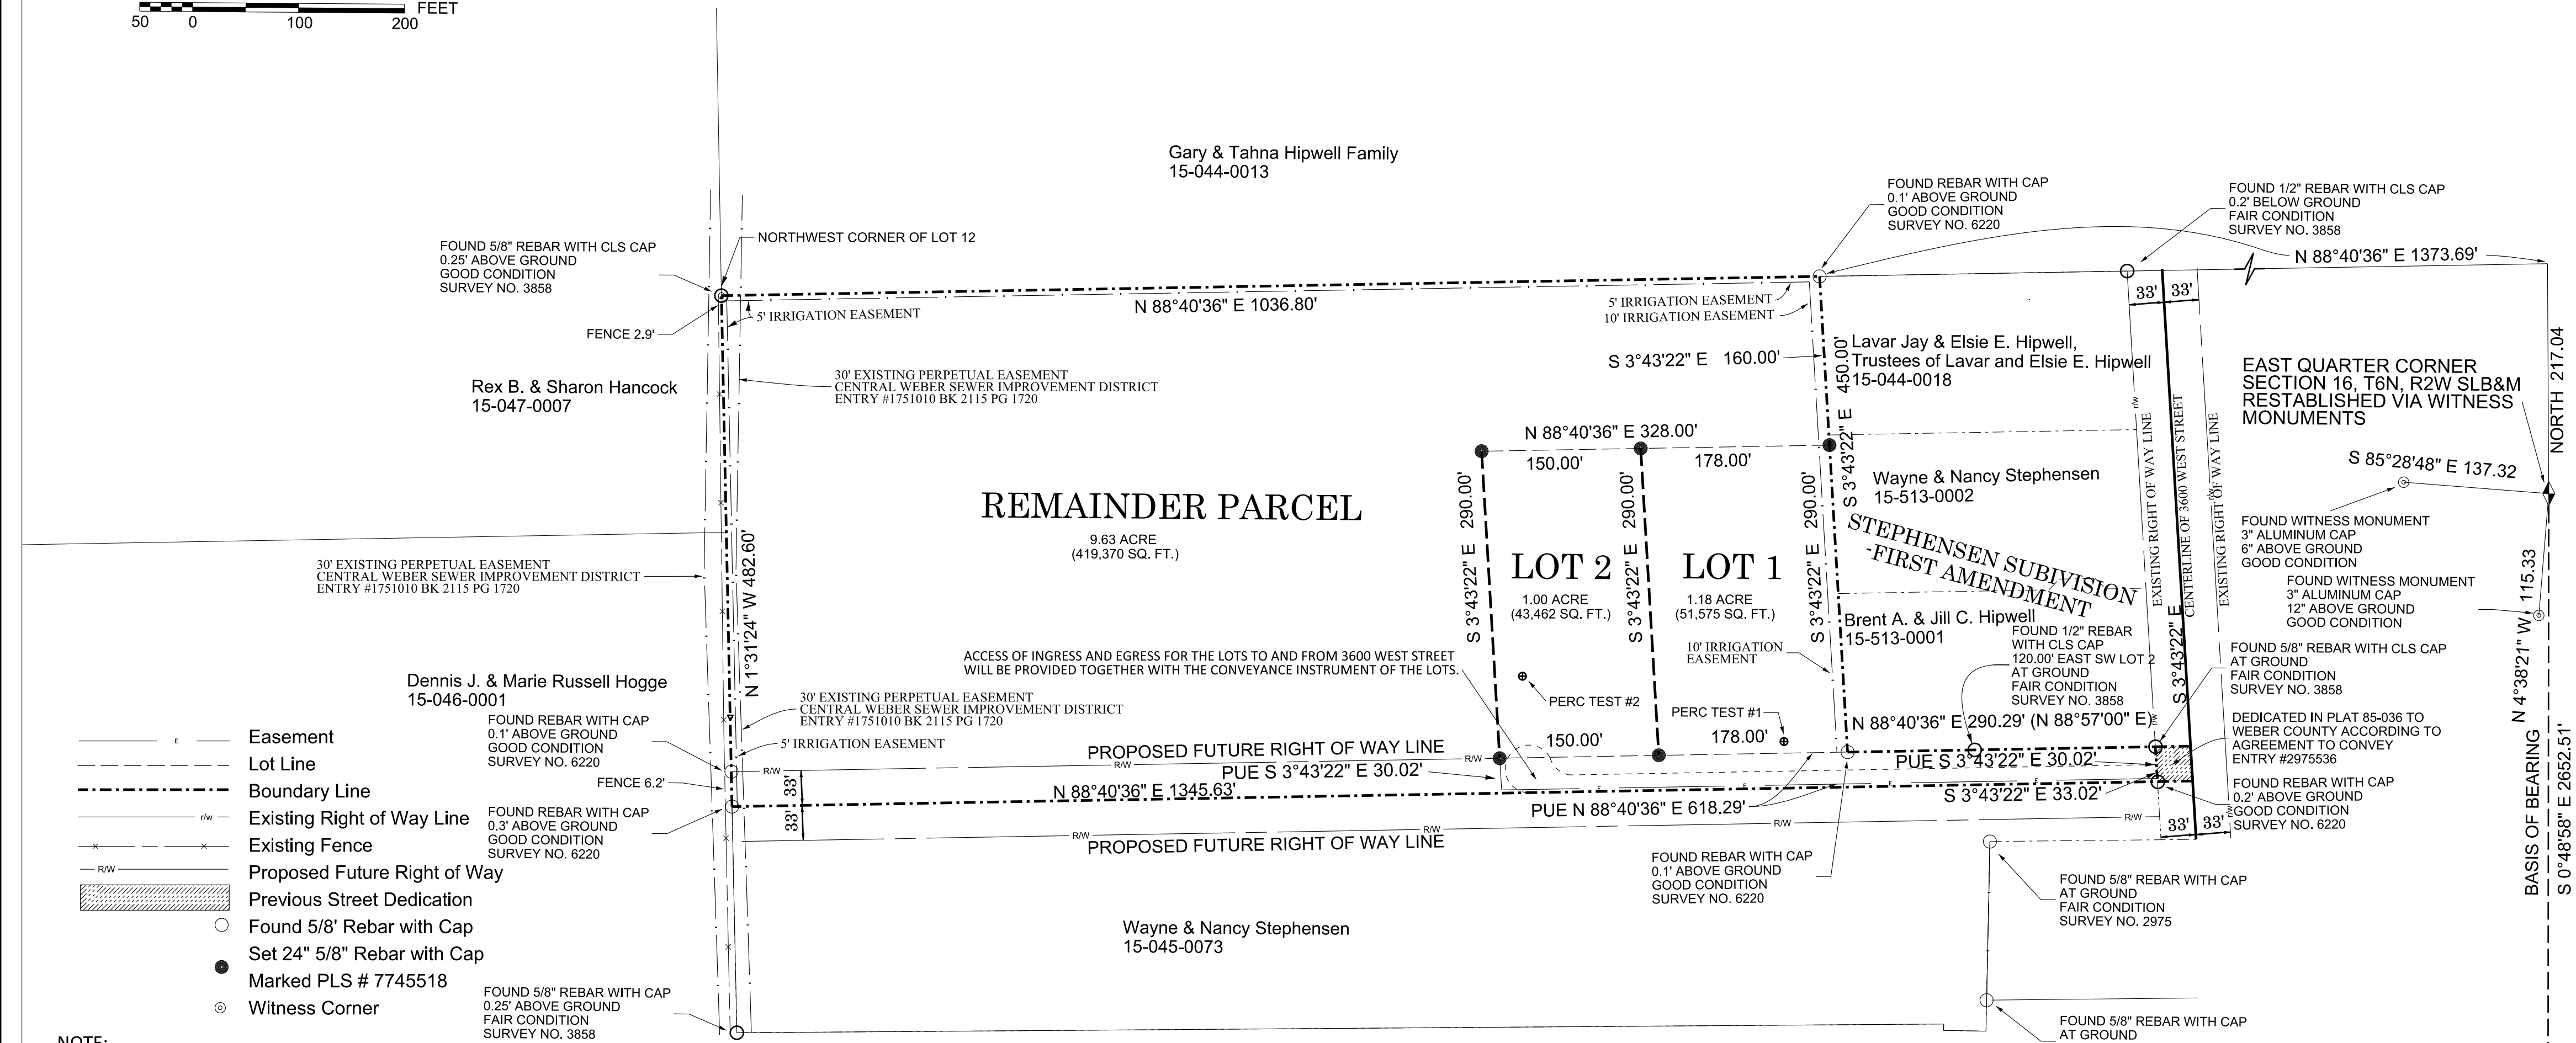 FEET
50 0 100 200
Gary & Tahna Hipwell Family
15-044-0013
FOUND REBAR WITH CAP
0.1' ABOVE GROUND
GOOD CONDITION
SURVEY NO. 6220
FOUND 1/2" REBAR WITH CLS CAP
0.2' BELOW GROUND
FAIR CONDITION
SURVEY NO. 3858
N 88°40'36" E 1373.69'
FOUND 5/8" REBAR WITH CLS CAP
0.25' ABOVE GROUND
GOOD CONDITION
SURVEY NO. 3858
NORTHWEST CORNER OF LOT 12
N 88°40'36" E 1036.80'
5' IRRIGATION EASEMENT
FENCE 2.9'
5' IRRIGATION EASEMENT
10' IRRIGATION EASEMENT
33' 33'
S 3°43'22" E 160.00'
S 3°43'22" E 450.00'
Lavar Jay & Elsie E. Hipwell,
Trustees of Lavar and Elsie E. Hipwell
15-044-0018
NORTH 217.04
Rex B. & Sharon Hancock
15-047-0007
30' EXISTING PERPETUAL EASEMENT
CENTRAL WEBER SEWER IMPROVEMENT DISTRICT
ENTRY #1751010 BK 2115 PG 1720
EAST QUARTER CORNER
SECTION 16, T6N, R2W SLB&M
RESTABLISHED VIA WITNESS
MONUMENTS
r/w
EXISTING RIGHT OF WAY LINE
CENTERLINE OF 3600 WEST STREET
EXISTING RIGHT OF WAY LINE
r/w
EXISTING RIGHT OF WAY LINE
S 3°43'22" E
N 88°40'36" E 328.00'
150.00'
178.00'
S 85°28'48" E 137.32
Wayne & Nancy Stephensen
15-513-0002
REMAINDER PARCEL
9.63 ACRE
(419,370 SQ. FT.)
S 3°43'22" E 290.00'
S 3°43'22" E 290.00'
S 3°43'22" E 290.00'
LOT 2
1.00 ACRE
(43,462 SQ. FT.)
LOT 1
1.18 ACRE
(51,575 SQ. FT.)
STEPHENSEN SUBIVISION
-FIRST AMENDMENT
FOUND WITNESS MONUMENT
3" ALUMINUM CAP
6" ABOVE GROUND
GOOD CONDITION
FOUND WITNESS MONUMENT
3" ALUMINUM CAP
12" ABOVE GROUND
GOOD CONDITION
N 4°38'21" W 115.33
30' EXISTING PERPETUAL EASEMENT
CENTRAL WEBER SEWER IMPROVEMENT DISTRICT
ENTRY #1751010 BK 2115 PG 1720
N 1°31'24" W 482.60'
Brent A. & Jill C. Hipwell
15-513-0001
10' IRRIGATION
EASEMENT
FOUND 1/2" REBAR
WITH CLS CAP
120.00' EAST SW LOT 2
AT GROUND
FAIR CONDITION
SURVEY NO. 3858
FOUND 5/8" REBAR WITH CLS CAP
AT GROUND
FAIR CONDITION
SURVEY NO. 3858
ACCESS OF INGRESS AND EGRESS FOR THE LOTS TO AND FROM 3600 WEST STREET
WILL BE PROVIDED TOGETHER WITH THE CONVEYANCE INSTRUMENT OF THE LOTS.
Dennis J. & Marie Russell Hogge
15-046-0001
30' EXISTING PERPETUAL EASEMENT
CENTRAL WEBER SEWER IMPROVEMENT DISTRICT
ENTRY #1751010 BK 2115 PG 1720
5' IRRIGATION EASEMENT
PERC TEST #2
PERC TEST #1
150.00'
178.00'
N 88°40'36" E 290.29' (N 88°57'00" E)
r/w
DEDICATED IN PLAT 85-036 TO
WEBER COUNTY ACCORDING TO
AGREEMENT TO CONVEY
ENTRY #2975536
FOUND REBAR WITH CAP
0.1' ABOVE GROUND
GOOD CONDITION
SURVEY NO. 6220
FENCE 6.2'
PROPOSED FUTURE RIGHT OF WAY LINE
R/W R/W R/W
PUE S 3°43'22" E 30.02'
PUE S 3°43'22" E 30.02'
33'
33'
N 88°40'36" E 1345.63'
E E E
PUE N 88°40'36" E 618.29'
S 3°43'22" E 33.02'
FOUND REBAR WITH CAP
0.2' ABOVE GROUND
GOOD CONDITION
SURVEY NO. 6220
r/w
33' 33'
FOUND REBAR WITH CAP
0.3' ABOVE GROUND
GOOD CONDITION
SURVEY NO. 6220
R/W R/W R/W R/W
PROPOSED FUTURE RIGHT OF WAY LINE
FOUND REBAR WITH CAP
0.1' ABOVE GROUND
GOOD CONDITION
SURVEY NO. 6220
FOUND 5/8" REBAR WITH CAP
AT GROUND
FAIR CONDITION
SURVEY NO. 2975
BASIS OF BEARING
S 0°48'58" E 2652.51'
Wayne & Nancy Stephensen
15-045-0073
FOUND 5/8" REBAR WITH CAP
0.25' ABOVE GROUND
FAIR CONDITION
SURVEY NO. 3858
FOUND 5/8" REBAR WITH CAP
AT GROUND
E Easement
Lot Line
Boundary Line
r/w Existing Right of Way Line
Existing Fence
R/W Proposed Future Right of Way
Previous Street Dedication
Found 5/8' Rebar with Cap
Set 24" 5/8" Rebar with Cap
Marked PLS # 7745518
Witness Corner
NOTE: